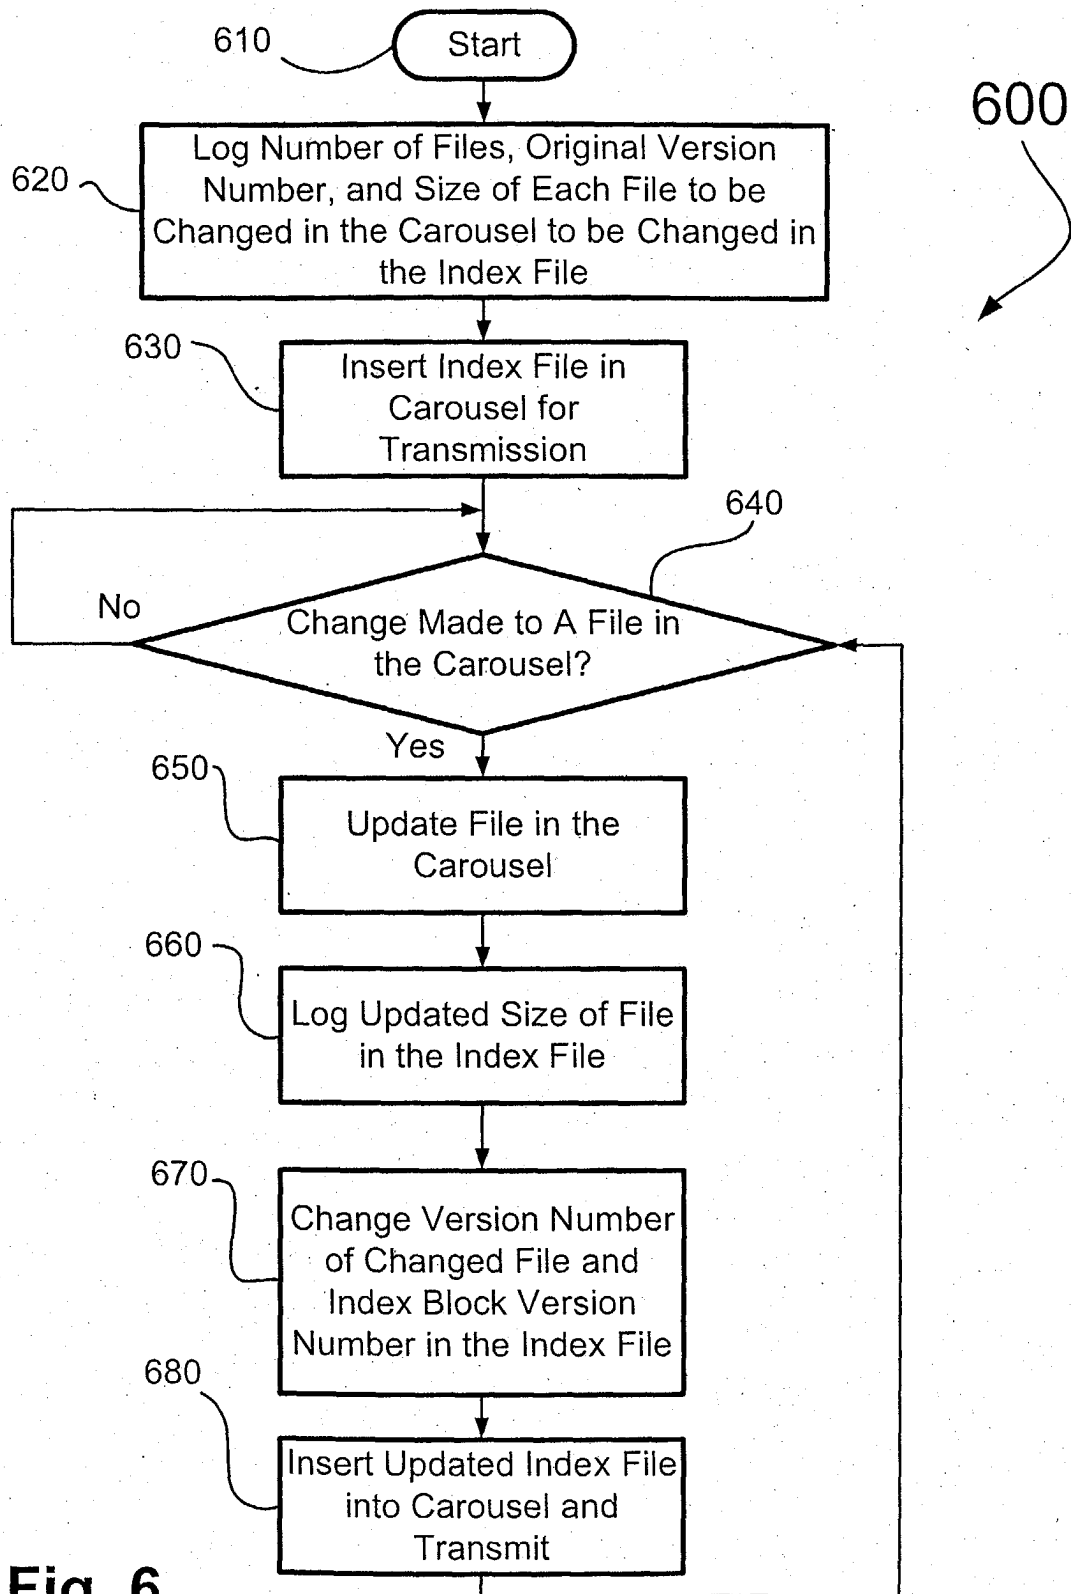 610
Start
600
620
Log Number of Files, Original Version
Number, and Size of Each File to be
Changed in the Carousel to be Changed in
the Index File
630
Insert Index File in
Carousel for
Transmission
640
No
Change Made to A File in
the Carousel?
Yes
650
Update File in the
Carousel
660
Log Updated Size of File
in the Index File
670
Change Version Number
of Changed File and
Index Block Version
Number in the Index File
680
Insert Updated Index File
into Carousel and
Transmit
Fig. 6